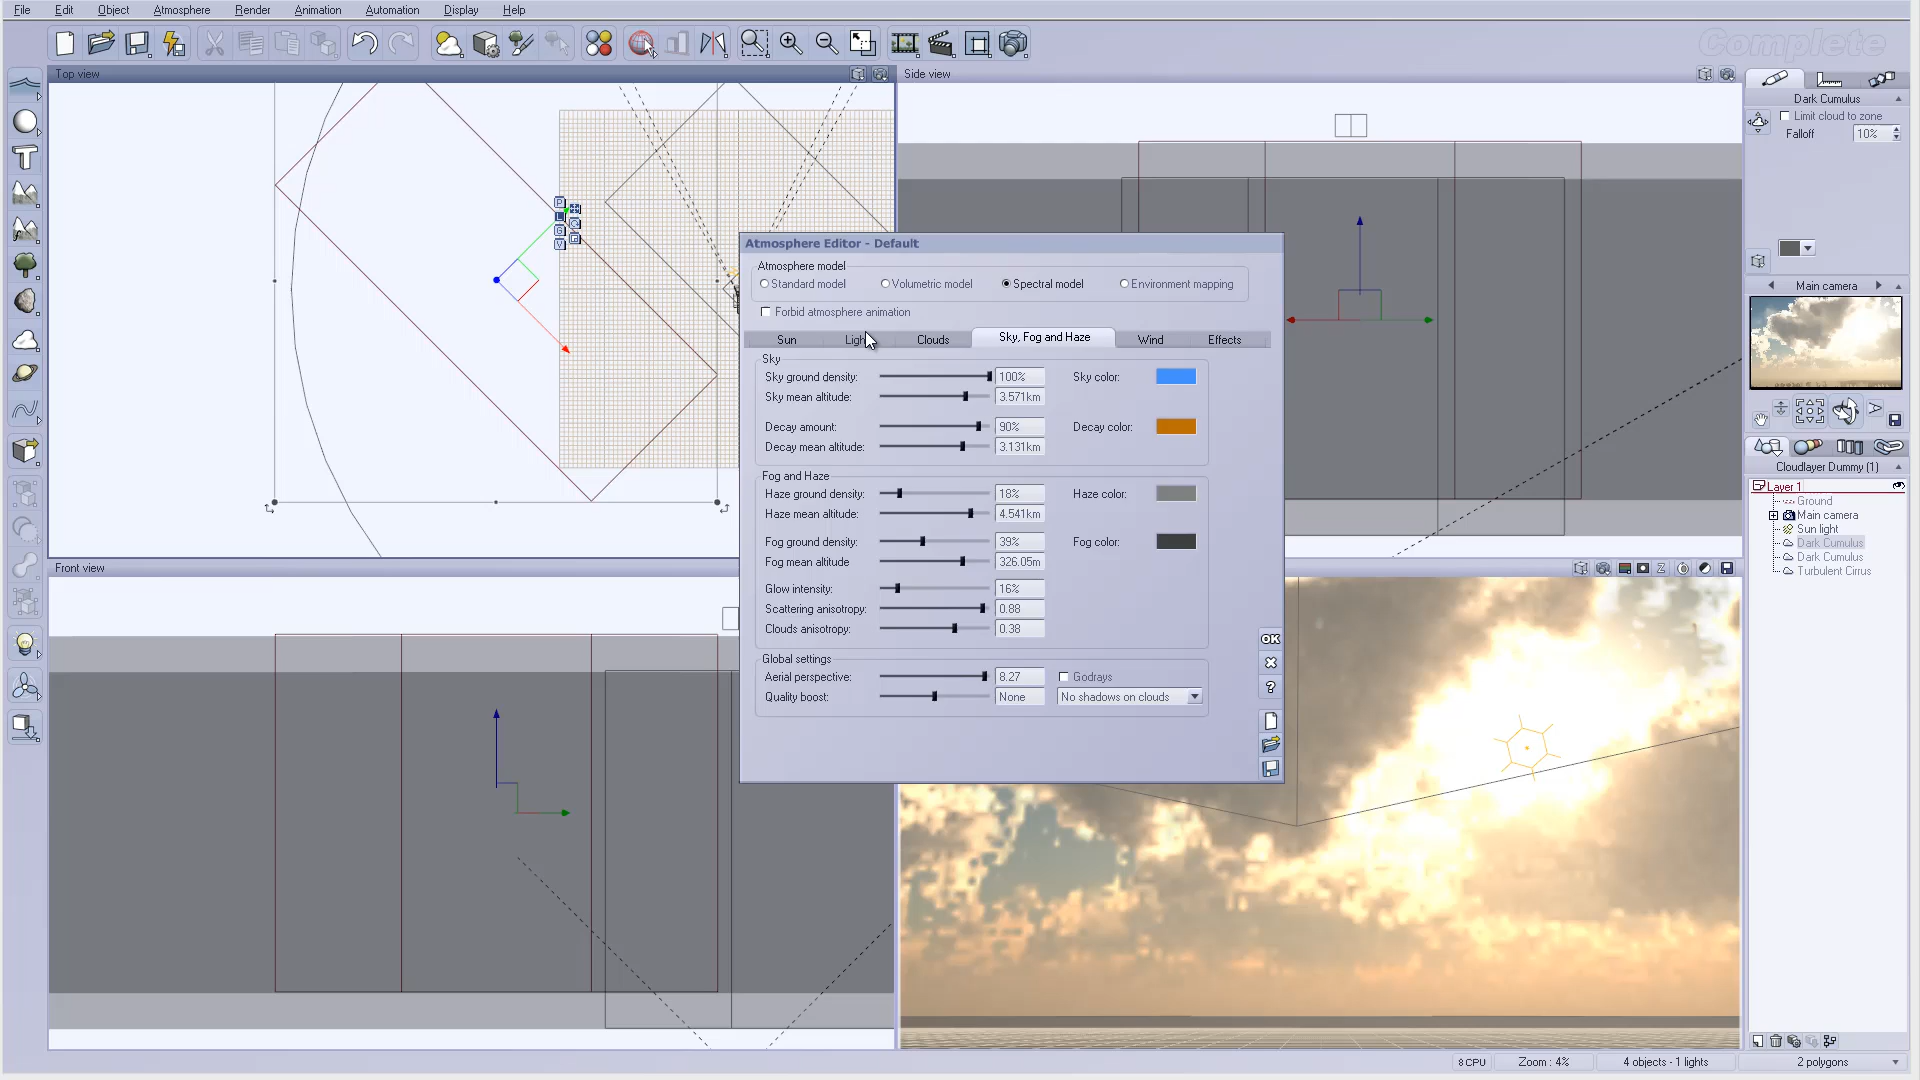 File Edit Object Atmosphere Render Animation Automation Display Help
Complete
Top view
Side view
Dark Cumulus
Limit cloud to zone
Falloff 10%
P
G
V
Atmosphere Editor - Default
Atmosphere model
Standard model Volumetric model Spectral model Environment mapping
Forbid atmosphere animation
Sun Light Clouds Sky, Fog and Haze Wind Effects
Sky
Sky ground density: 100% Sky color:
Sky mean altitude: 3.571km
Decay amount: 90% Decay color:
Decay mean altitude: 3.131km
Fog and Haze
Haze ground density: 18% Haze color:
Haze mean altitude: 4.541km
Fog ground density: 39% Fog color:
Fog mean altitude 326.05m
Glow intensity: 16%
Scattering anisotropy: 0.88
Clouds anisotropy: 0.38
Global settings
Aerial perspective: 8.27 Godrays
Quality boost: None No shadows on clouds
OK
?
Main camera
Cloudlayer Dummy (1)
Layer 1
Ground
Main camera
Sun light
Dark Cumulus
Dark Cumulus
Turbulent Cirrus
Front view
Z
8 CPU Zoom : 4% 4 objects - 1 lights 2 polygons